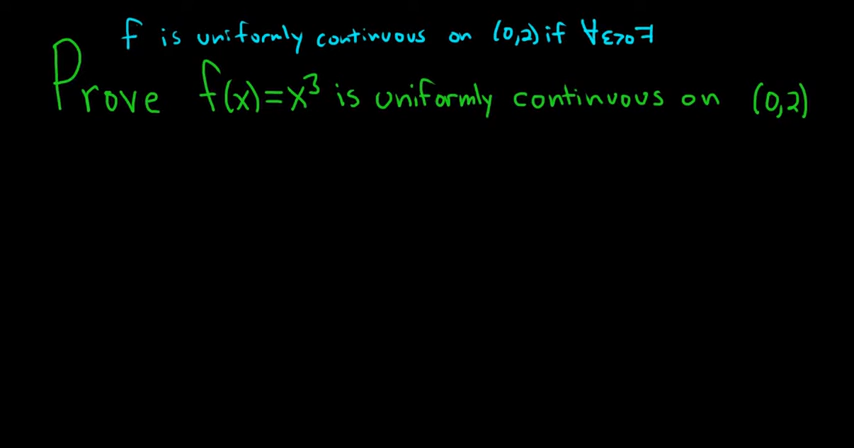 f is uniformly continuous on (0,2) if ∀ε>0 ∃
Prove f(x)=x³ is uniformly continuous on (0,2)